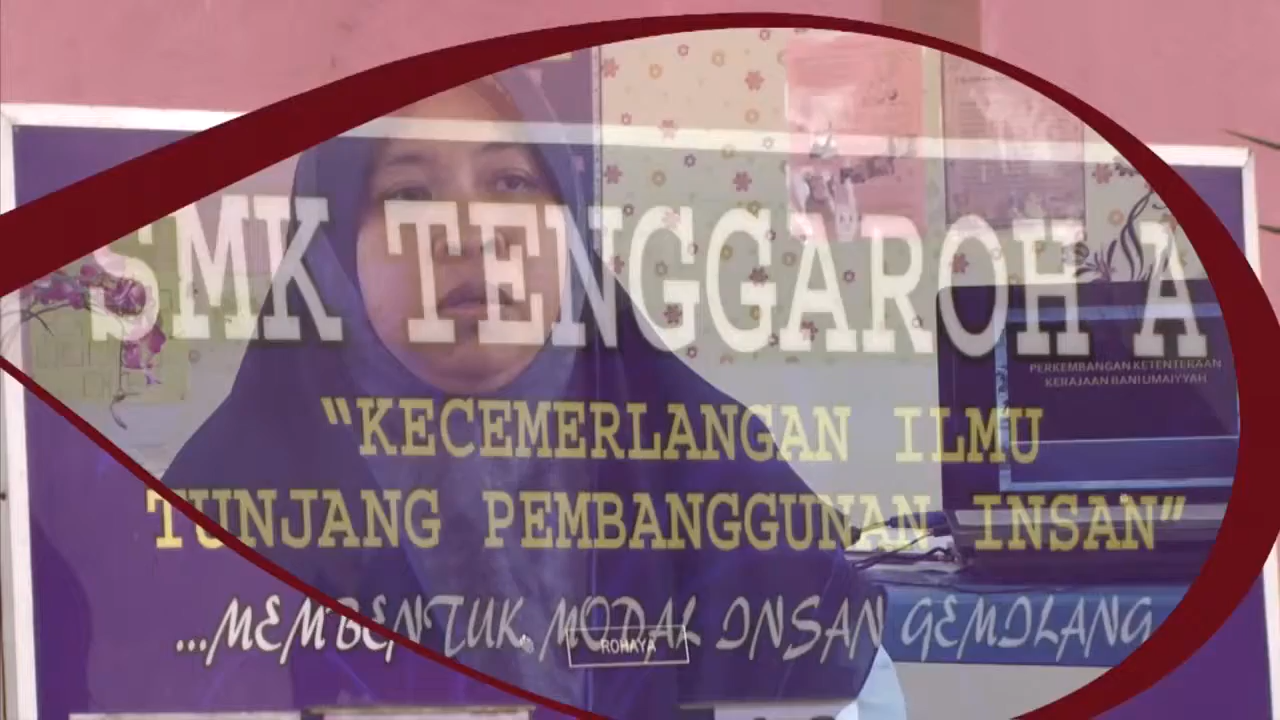 SMK TENGGAROH A
PERKEMBANGAN KETENTERAAN
KERAJAAN BANI UMAIYYAH
“KECEMERLANGAN ILMU
TUNJANG PEMBANGGUNAN INSAN”
...MEMBENTUK MODAL INSAN GEMILANG
ROHAYA